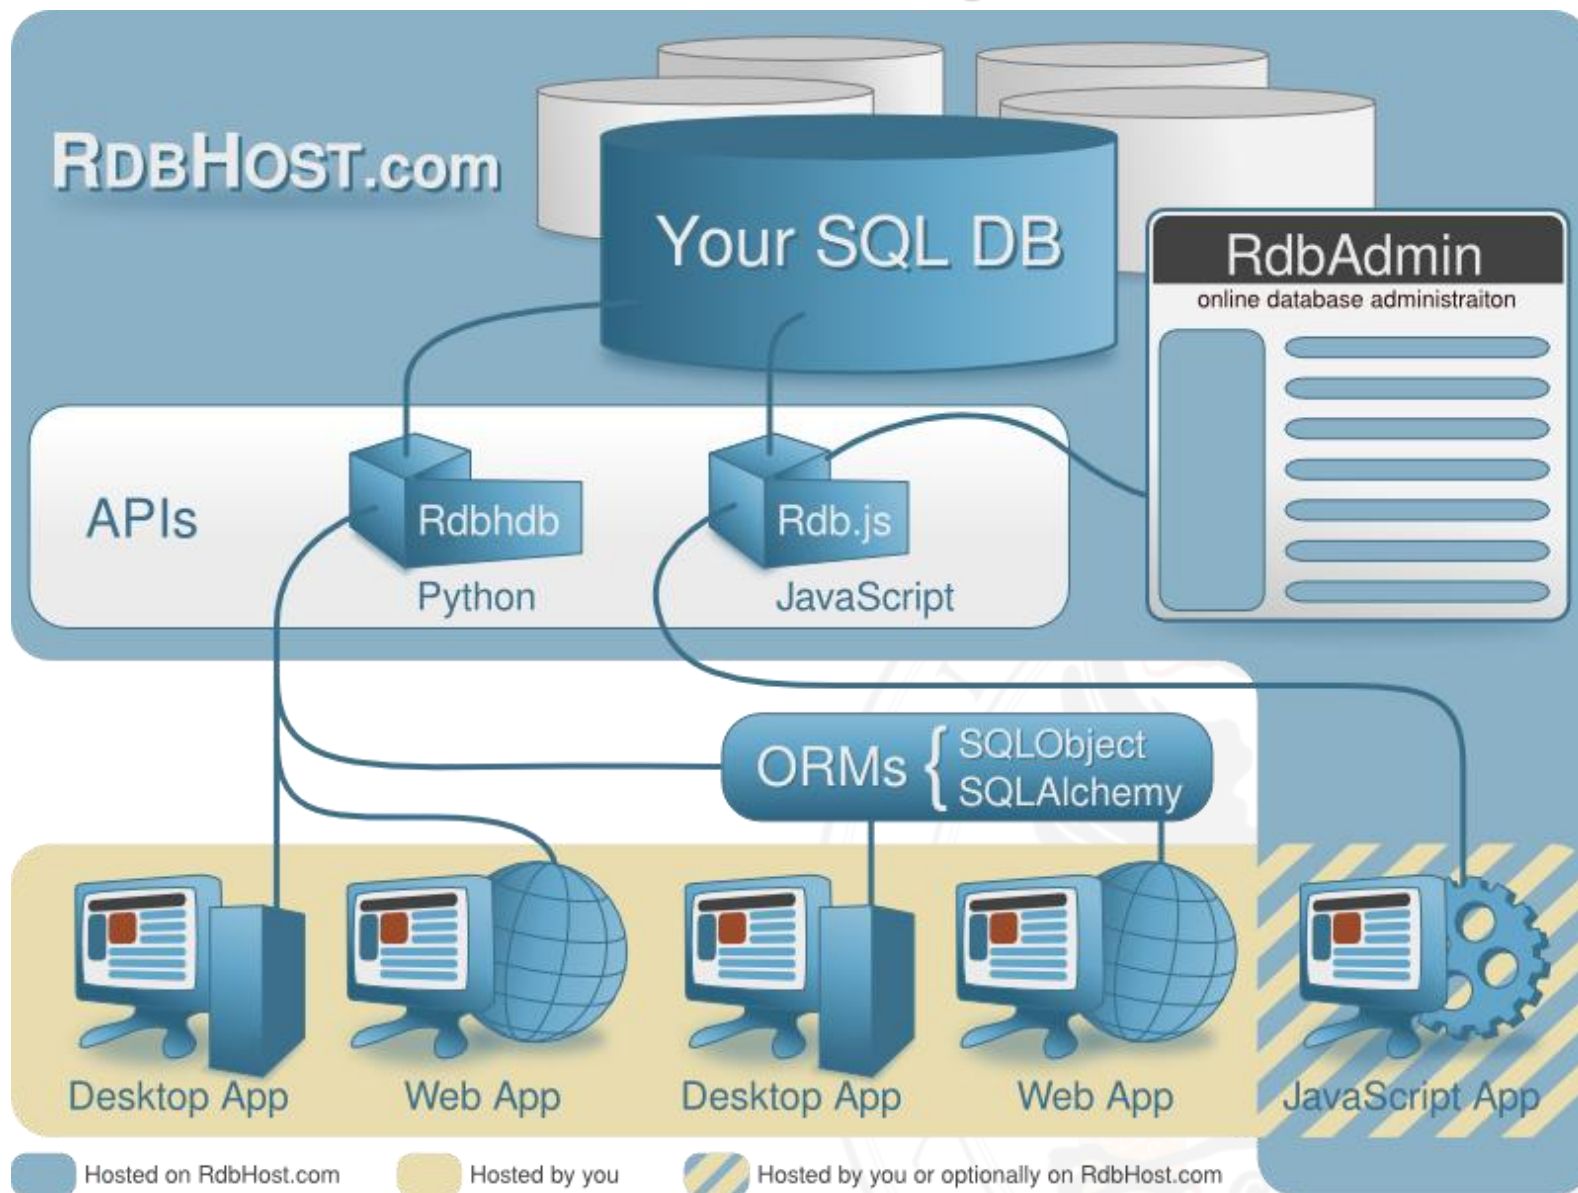 RDBHOST.com
Your SQL DB
RdbAdmin
online database administraiton
APIs
Rdbhdb
Rdb.js
Python
JavaScript
ORMs { SQLObject
SQLAlchemy
Desktop App
Web App
Desktop App
Web App
JavaScript App
Hosted on RdbHost.com
Hosted by you
Hosted by you or optionally on RdbHost.com